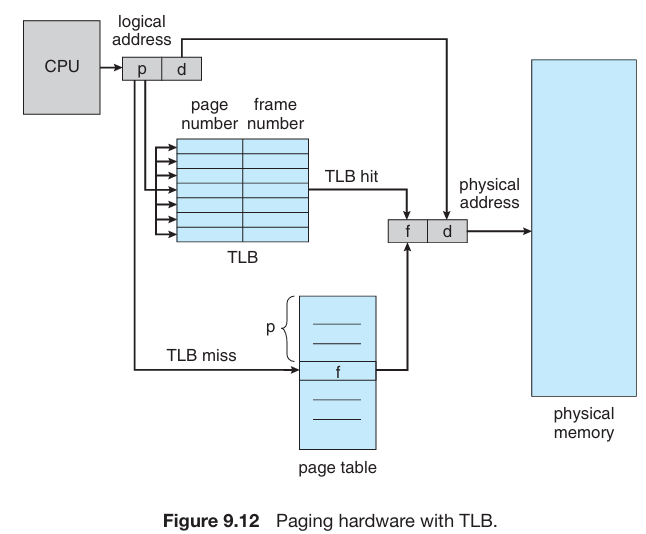 logical
address
CPU
p d
page frame
number number
TLB hit
physical
address
f d
TLB
p
TLB miss
f
physical
memory
page table
Figure 9.12 Paging hardware with TLB.